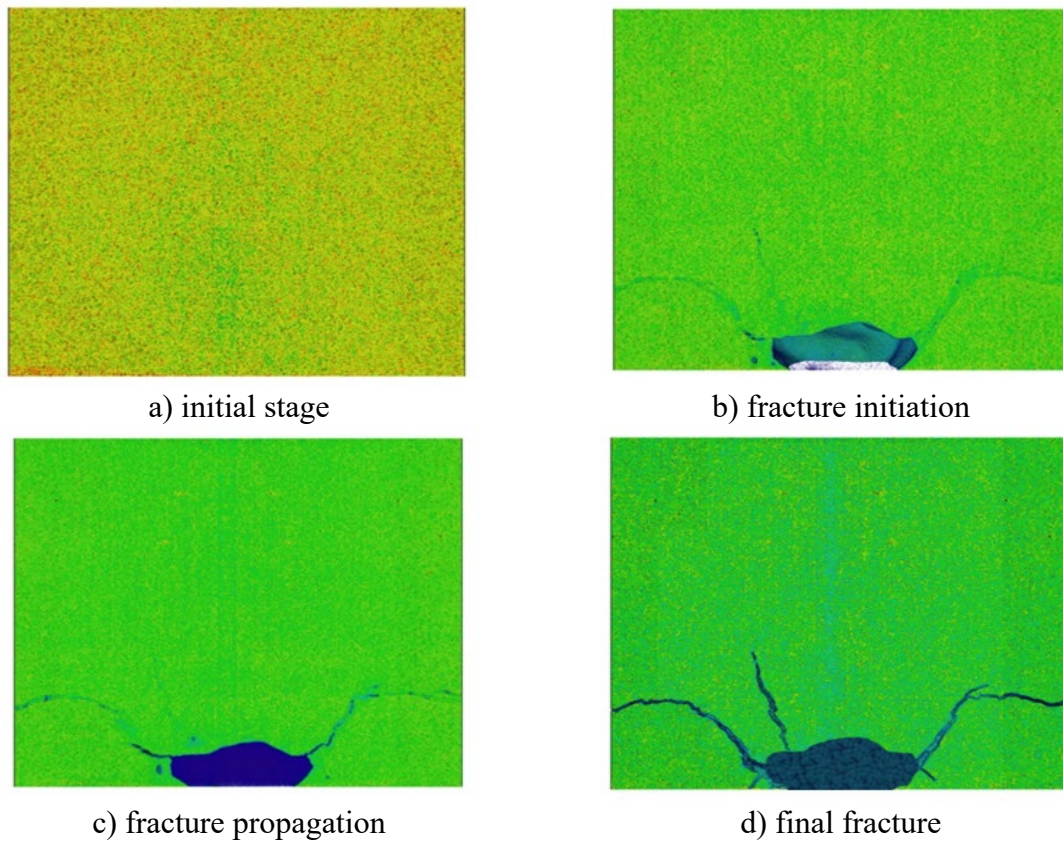 a) initial stage
b) fracture initiation
c) fracture propagation
d) final fracture